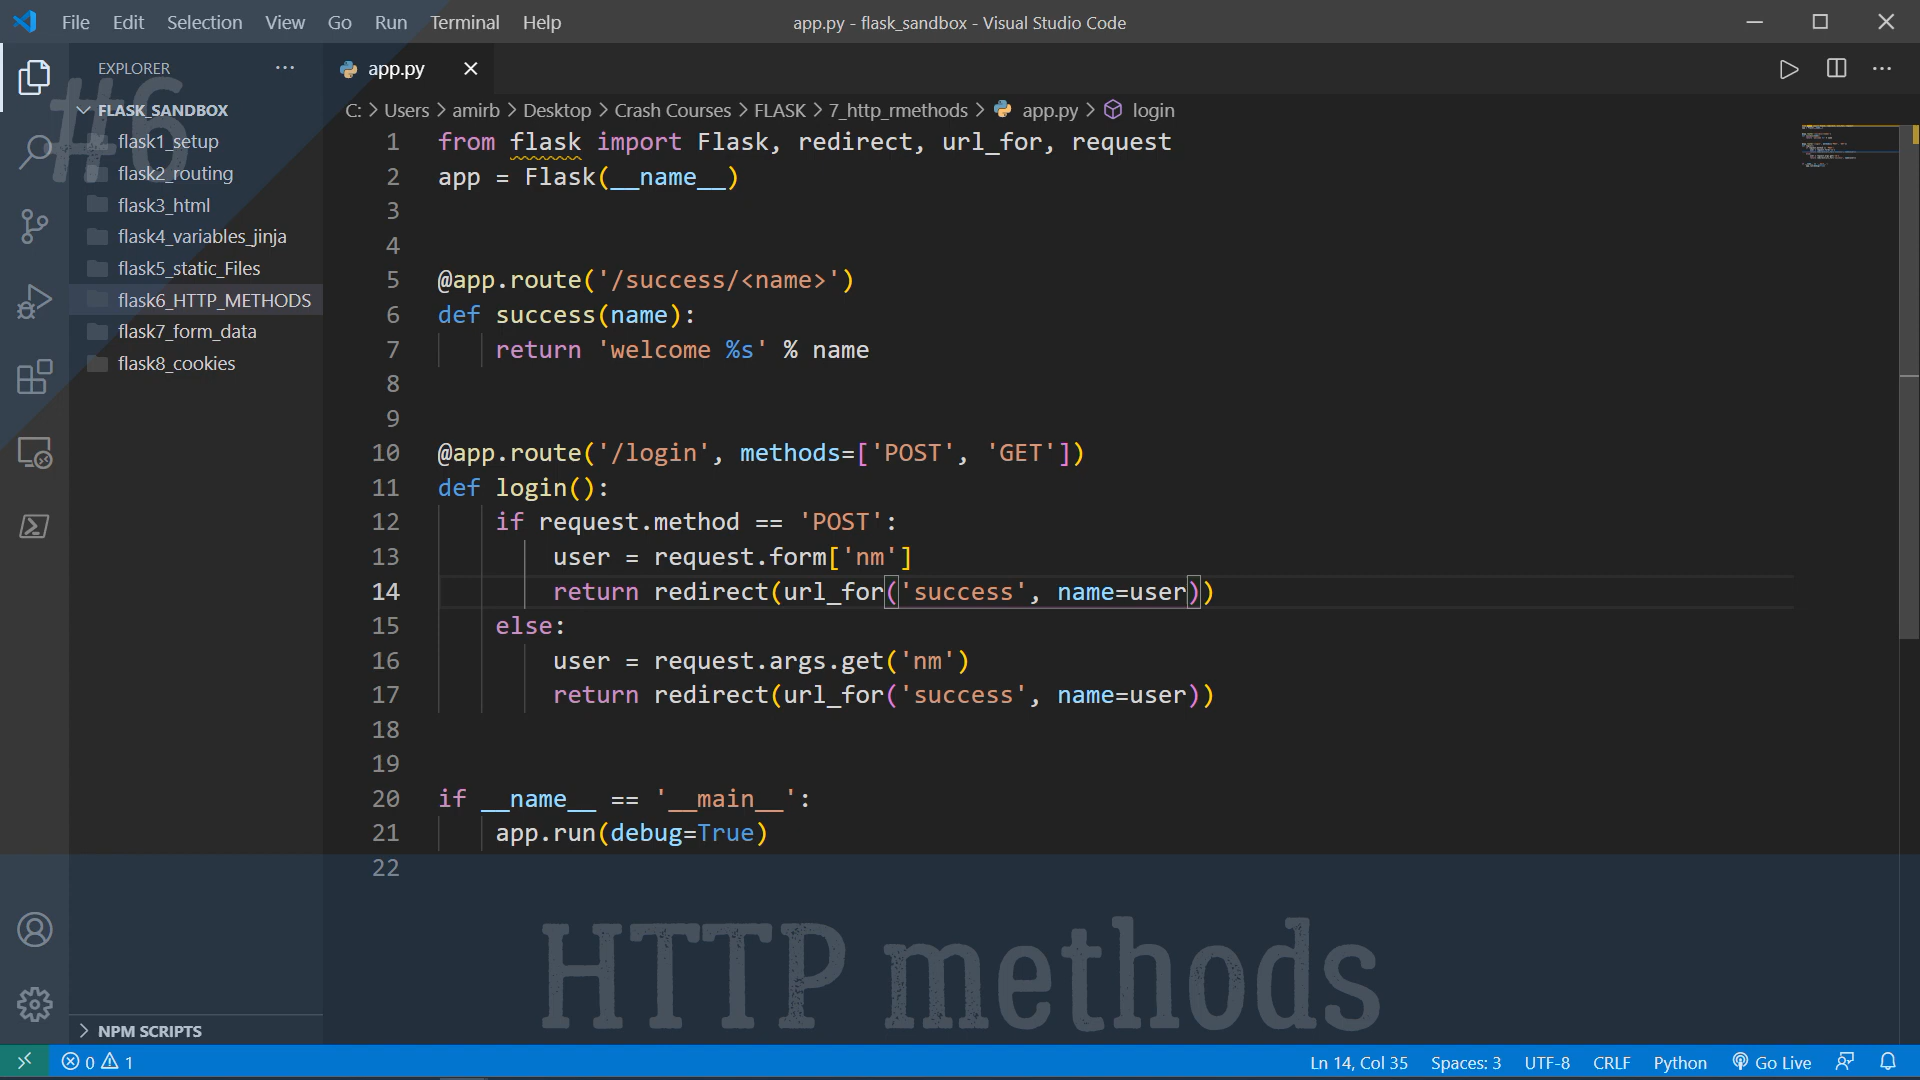 File Edit Selection View Go Run Terminal Help
app.py - flask_sandbox - Visual Studio Code
EXPLORER
#6
FLASK_SANDBOX
flask1_setup
flask2_routing
flask3_html
flask4_variables_jinja
flask5_static_Files
flask6_HTTP_METHODS
flask7_form_data
flask8_cookies
NPM SCRIPTS
app.py
C: > Users > amirb > Desktop > Crash Courses > FLASK > 7_http_rmethods > app.py > login
1 from flask import Flask, redirect, url_for, request
2 app = Flask(__name__)
3
4
5 @app.route('/success/<name>')
6 def success(name):
7 return 'welcome %s' % name
8
9
10 @app.route('/login', methods=['POST', 'GET'])
11 def login():
12 if request.method == 'POST':
13 user = request.form['nm']
14 return redirect(url_for('success', name=user))
15 else:
16 user = request.args.get('nm')
17 return redirect(url_for('success', name=user))
18
19
20 if __name__ == '__main__':
21 app.run(debug=True)
22
HTTP methods
0 1 Ln 14, Col 35 Spaces: 3 UTF-8 CRLF Python Go Live